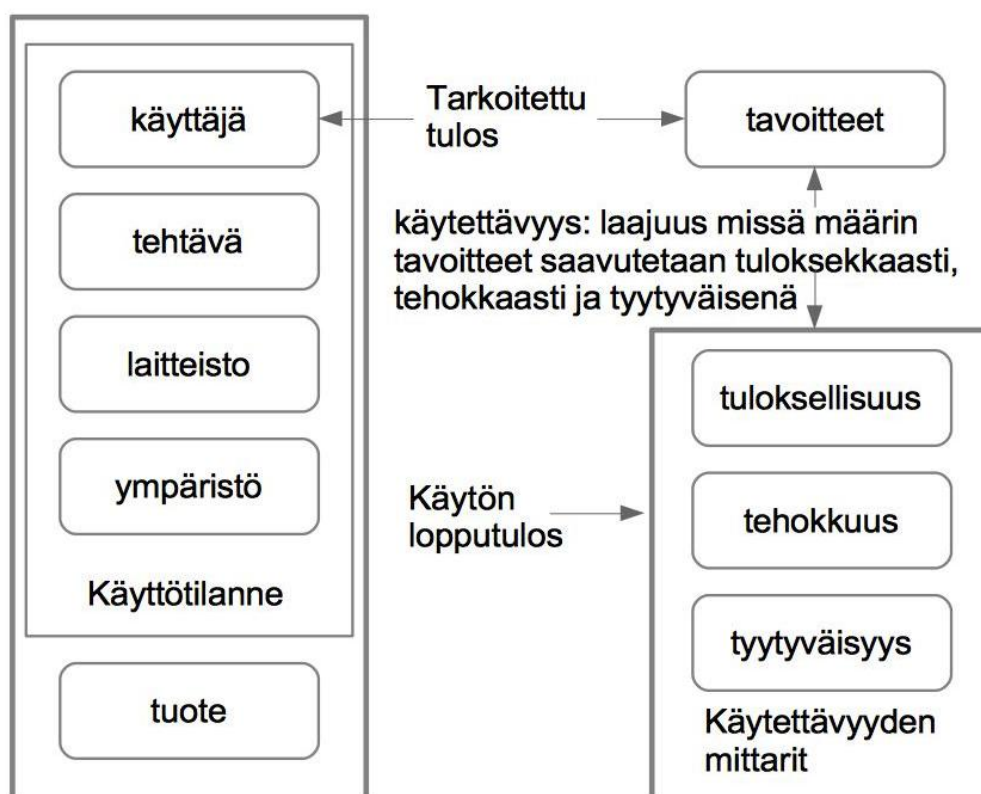 käyttäjä
tehtävä
laitteisto
ympäristö
Käyttötilanne
tuote
Tarkoitettu
tulos
tavoitteet
käytettävyys: laajuus missä määrin
tavoitteet saavutetaan tuloksekkaasti,
tehokkaasti ja tyytyväisenä
Käytön
lopputulos
tuloksellisuus
tehokkuus
tyytyväisyys
Käytettävyyden
mittarit